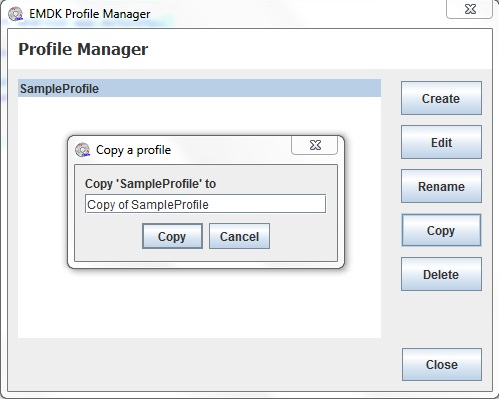 EMDK Profile Manager
Profile Manager
SampleProfile
Create
Edit
Rename
Copy
Delete
Close
Copy a profile
Copy 'SampleProfile' to
Copy of SampleProfile
Copy Cancel